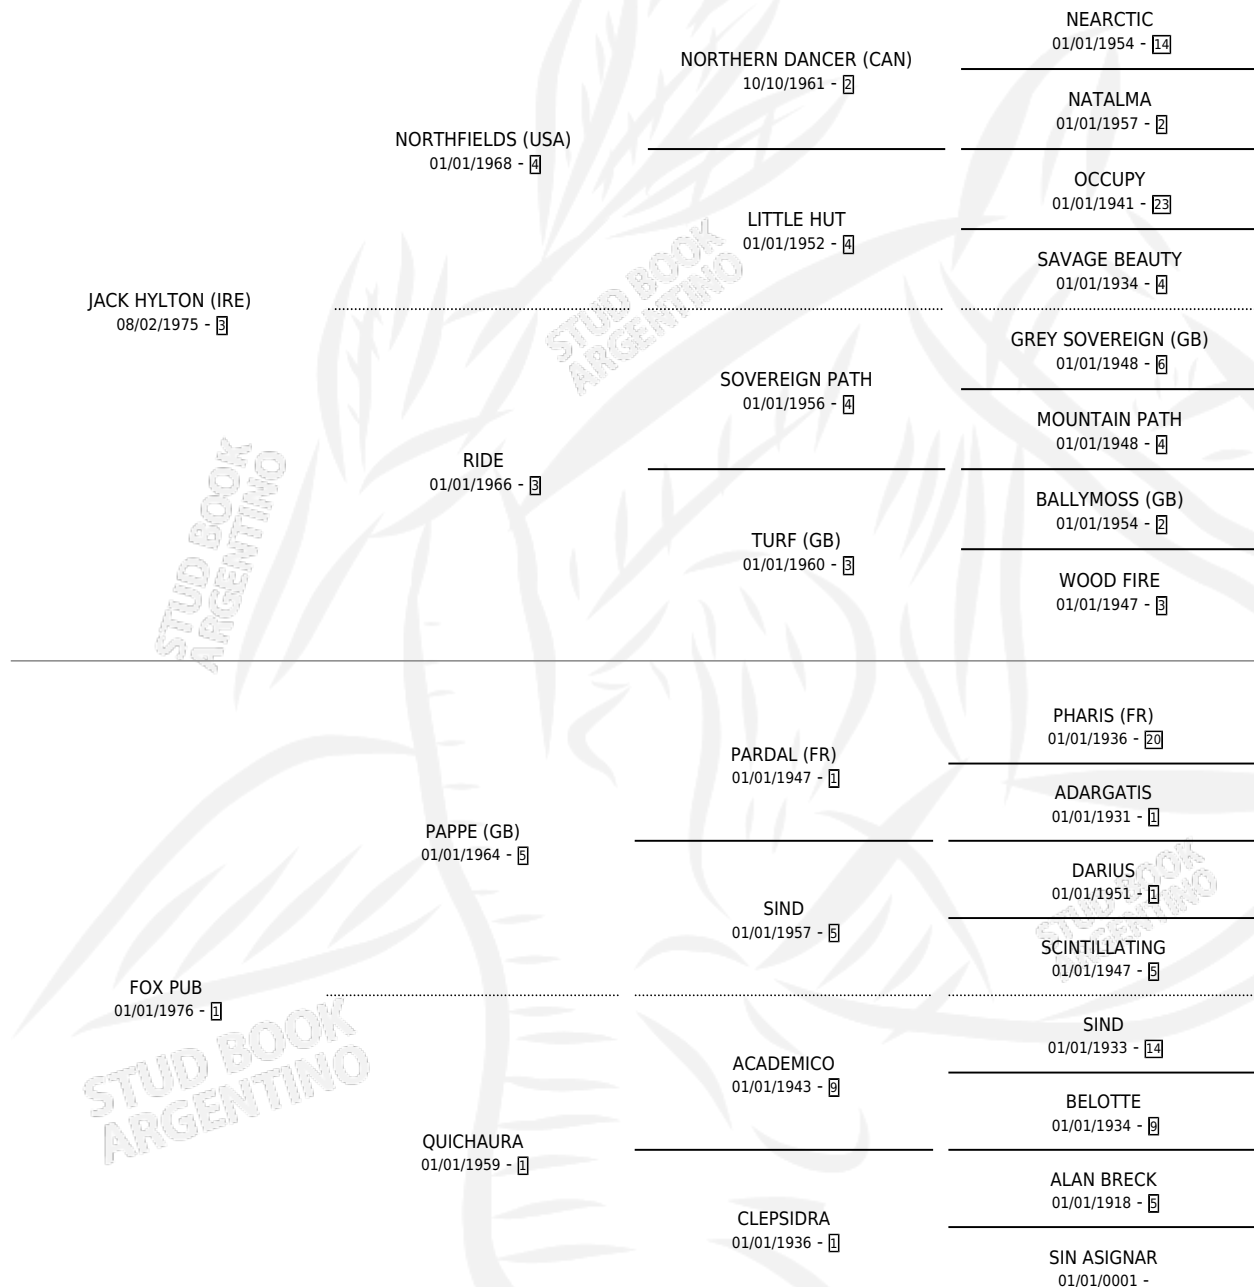 NEARCTIC
01/01/1954 - 14
NORTHERN DANCER (CAN)
10/10/1961 - 2
NATALMA
01/01/1957 - 2
NORTHFIELDS (USA)
01/01/1968 - 4
OCCUPY
01/01/1941 - 23
LITTLE HUT
01/01/1952 - 4
SAVAGE BEAUTY
01/01/1934 - 4
JACK HYLTON (IRE)
08/02/1975 - 3
GREY SOVEREIGN (GB)
01/01/1948 - 6
SOVEREIGN PATH
01/01/1956 - 4
MOUNTAIN PATH
01/01/1948 - 4
RIDE
01/01/1966 - 3
BALLYMOSS (GB)
01/01/1954 - 2
TURF (GB)
01/01/1960 - 3
WOOD FIRE
01/01/1947 - 3
PHARIS (FR)
01/01/1936 - 20
PARDAL (FR)
01/01/1947 - 1
ADARGATIS
01/01/1931 - 1
PAPPE (GB)
01/01/1964 - 5
DARIUS
01/01/1951 - 1
SIND
01/01/1957 - 5
SCINTILLATING
01/01/1947 - 5
FOX PUB
01/01/1976 - 1
SIND
01/01/1933 - 14
ACADEMICO
01/01/1943 - 9
BELOTTE
01/01/1934 - 9
QUICHAURA
01/01/1959 - 1
ALAN BRECK
01/01/1918 - 5
CLEPSIDRA
01/01/1936 - 1
SIN ASIGNAR
01/01/0001 -
STUD BOOK
ARGENTINO
STUD BOOK
ARGENTINO
STUD BOOK
ARGENTINO
STUD BOOK
ARGENTINO